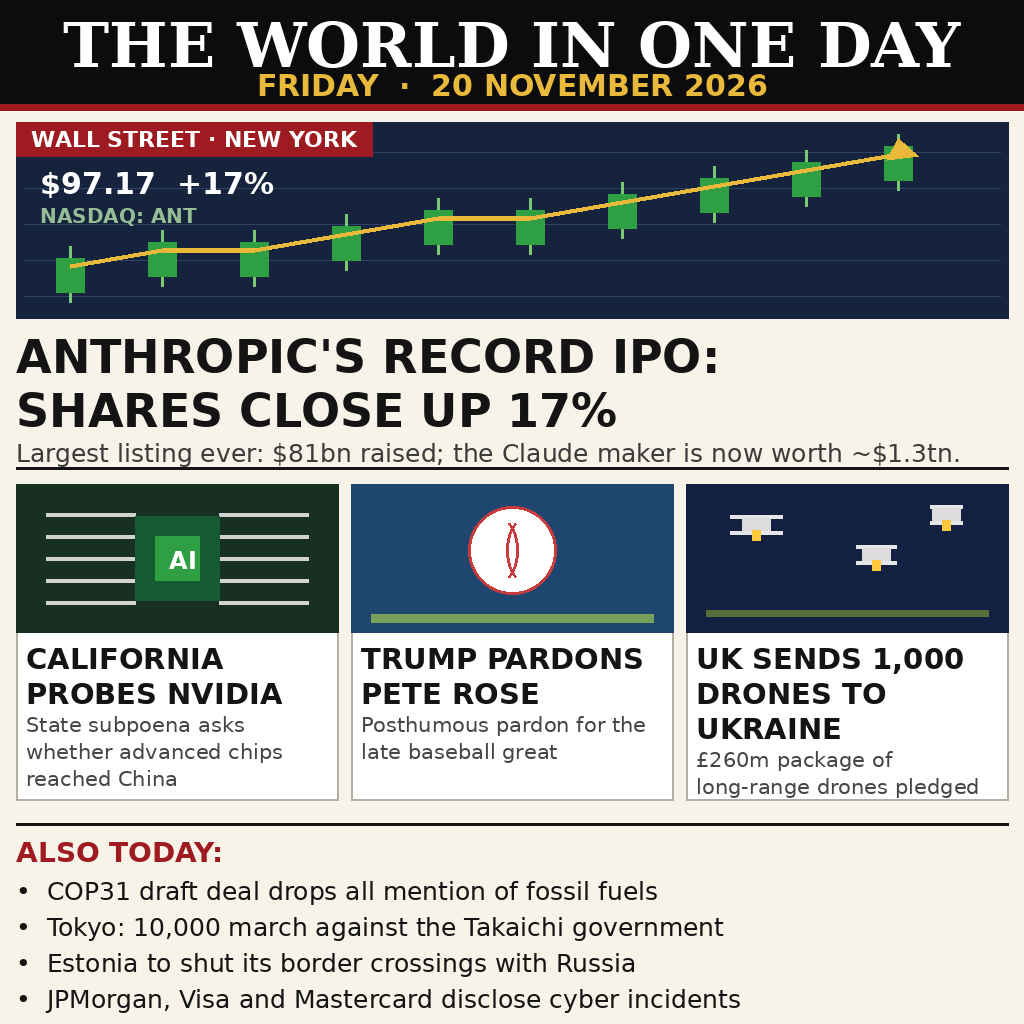 THE WORLD IN ONE DAY
FRIDAY · 20 NOVEMBER 2026
WALL STREET · NEW YORK
$97.17 +17%
NASDAQ: ANT
ANTHROPIC'S RECORD IPO:
SHARES CLOSE UP 17%
Largest listing ever: $81bn raised; the Claude maker is now worth ~$1.3tn.
AI
CALIFORNIA
PROBES NVIDIA
State subpoena asks
whether advanced chips
reached China
TRUMP PARDONS
PETE ROSE
Posthumous pardon for the
late baseball great
UK SENDS 1,000
DRONES TO
UKRAINE
£260m package of
long-range drones pledged
ALSO TODAY:
• COP31 draft deal drops all mention of fossil fuels
• Tokyo: 10,000 march against the Takaichi government
• Estonia to shut its border crossings with Russia
• JPMorgan, Visa and Mastercard disclose cyber incidents